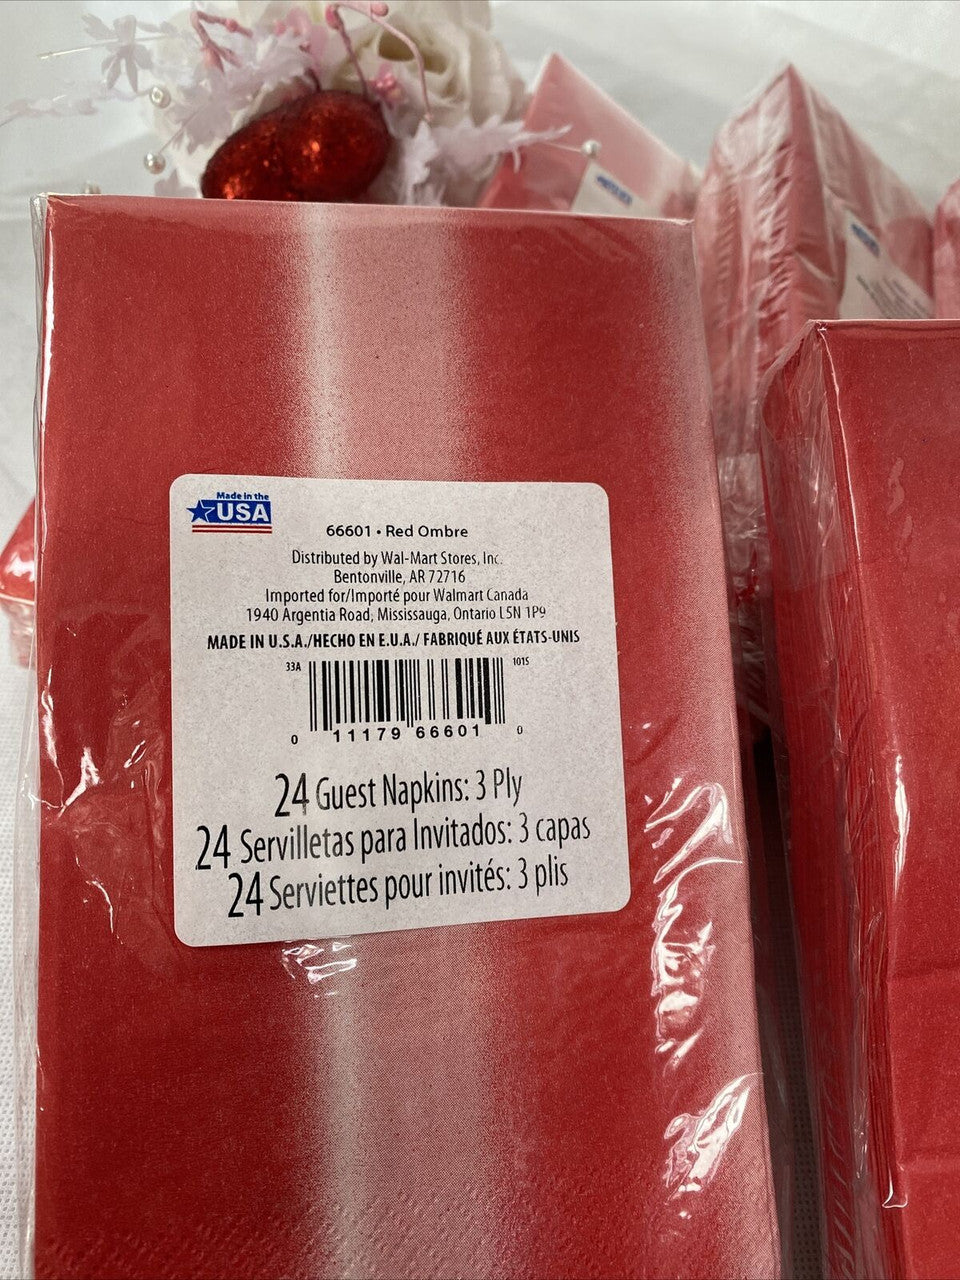 Made in the
USA
66601 • Red Ombre
Distributed by Wal-Mart Stores, Inc.
Bentonville, AR 72716
Imported for/Importé pour Walmart Canada
1940 Argentia Road, Mississauga, Ontario L5N 1P9
MADE IN U.S.A./HECHO EN E.U.A./ FABRIQUÉ AUX ÉTATS-UNIS
33A 1015
0 11179 66601 0
24 Guest Napkins: 3 Ply
24 Servilletas para Invitados: 3 capas
24 Serviettes pour invités: 3 plis